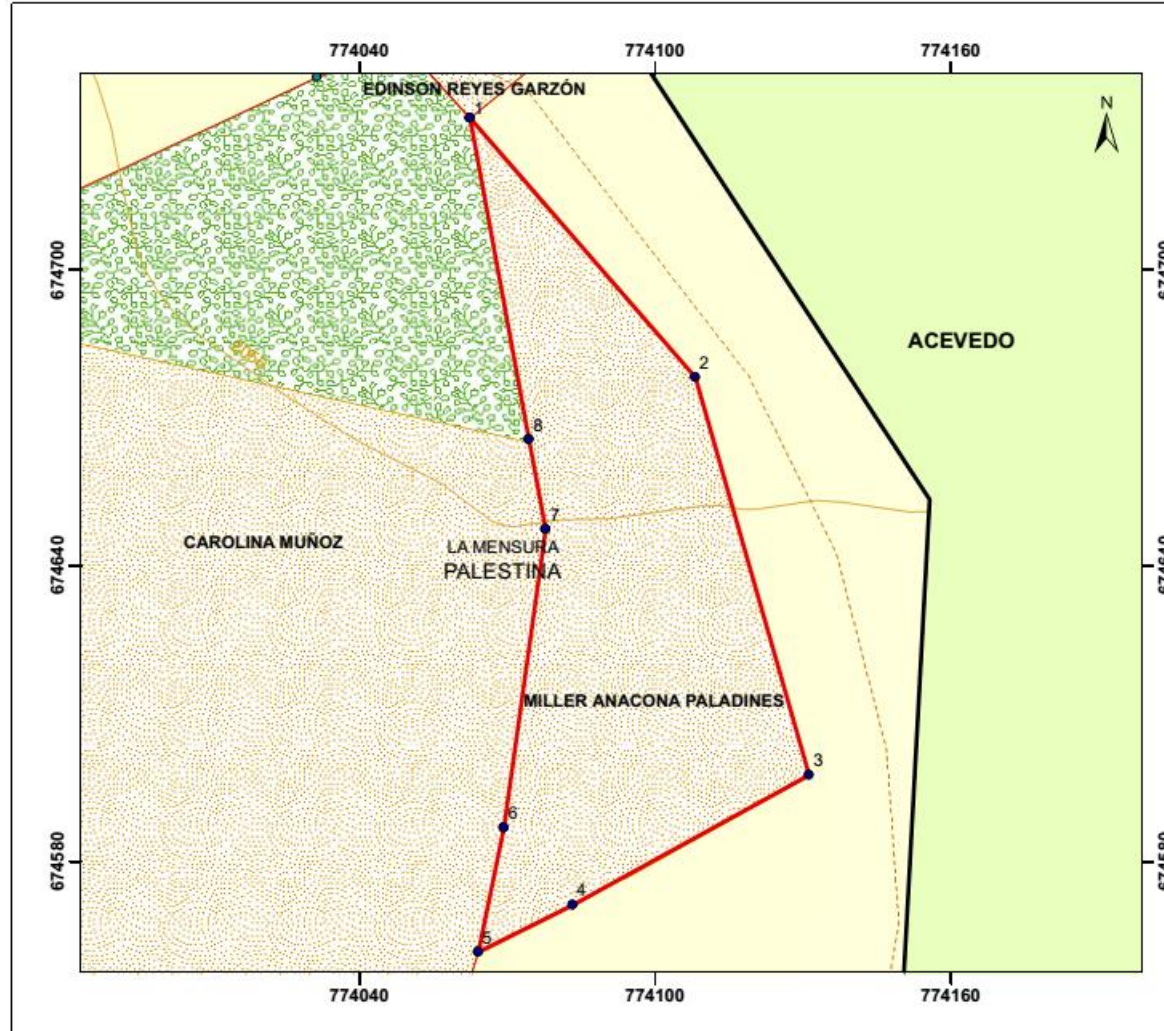 774040
774100
774160
EDINSON REYES GARZÓN
1
N
674700
674700
ACEVEDO
2
8
7
CAROLINA MUÑOZ
LA MENSURA
PALESTINA
674640
674640
MILLER ANACONA PALADINES
3
6
674580
674580
4
5
774040
774100
774160